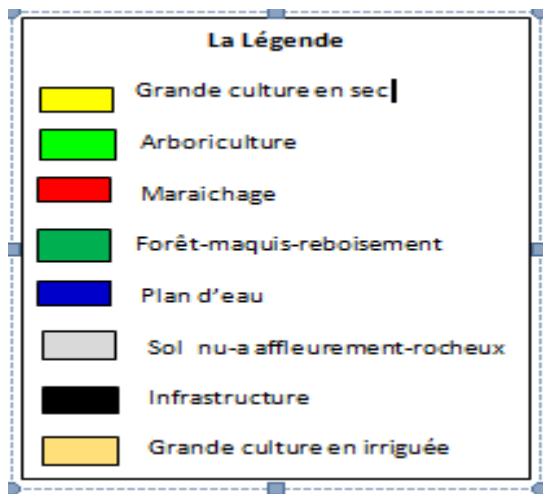 La Légende
Grande culture en sec
Arboriculture
Maraichage
Forêt-maquis-reboisement
Plan d'eau
Sol nu-a affleurement-rocheux
Infrastructure
Grande culture en irriguée